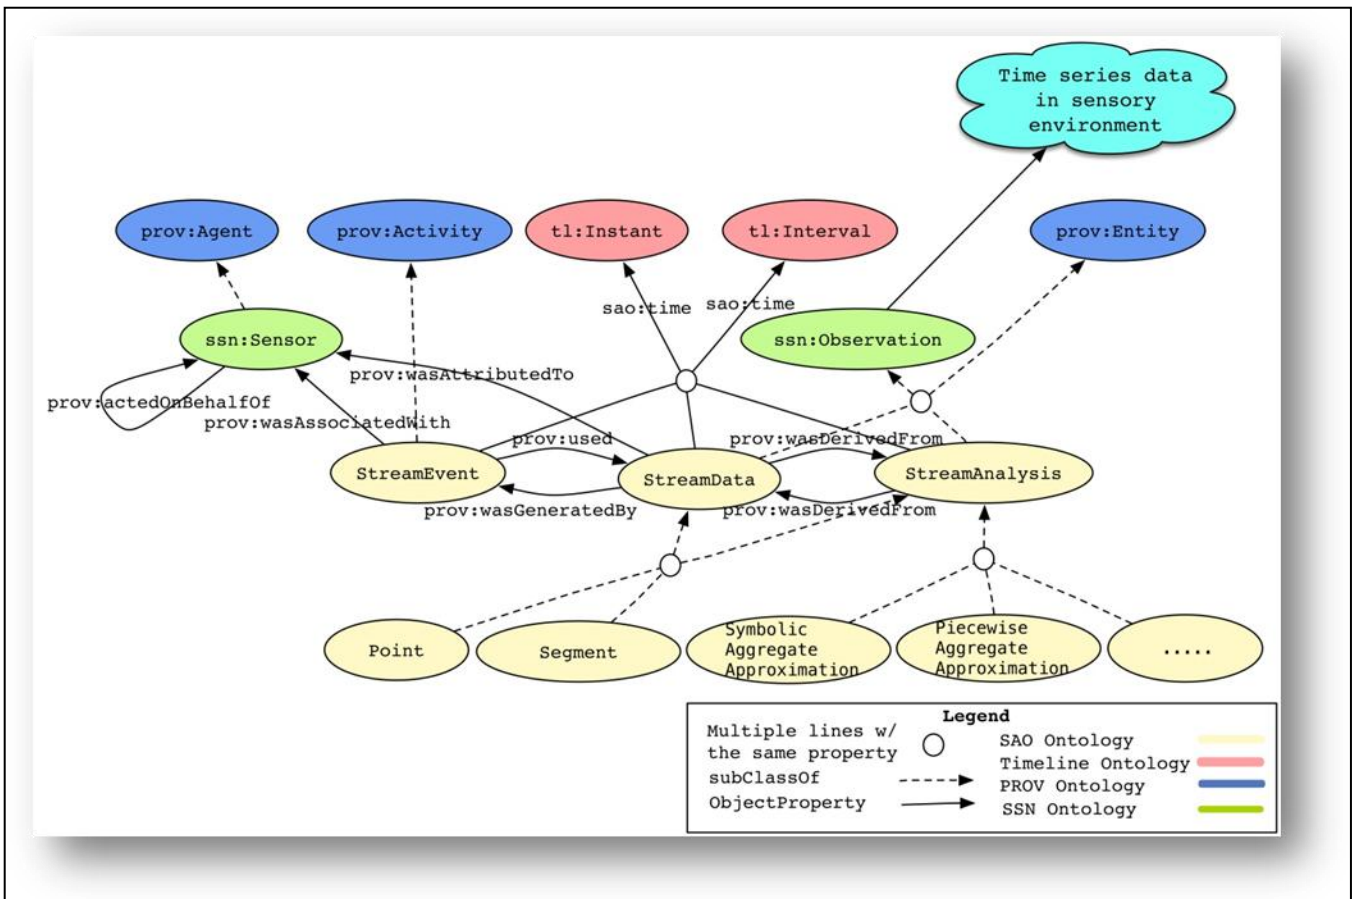 Time series data
in sensory
environment
prov:Agent
prov:Activity
tl:Instant
tl:Interval
prov:Entity
sao:time
sao:time
ssn:Sensor
ssn:Observation
prov:wasAttributedTo
prov:actedOnBehalfOf
prov:wasAssociatedWith
prov:used
prov:wasDerivedFrom
StreamEvent
StreamData
StreamAnalysis
prov:wasGeneratedBy
prov:wasDerivedFrom
Point
Segment
Symbolic
Aggregate
Approximation
Piecewise
Aggregate
Approximation
.....
Legend
Multiple lines w/
the same property
subClassOf
ObjectProperty
SAO Ontology
Timeline Ontology
PROV Ontology
SSN Ontology